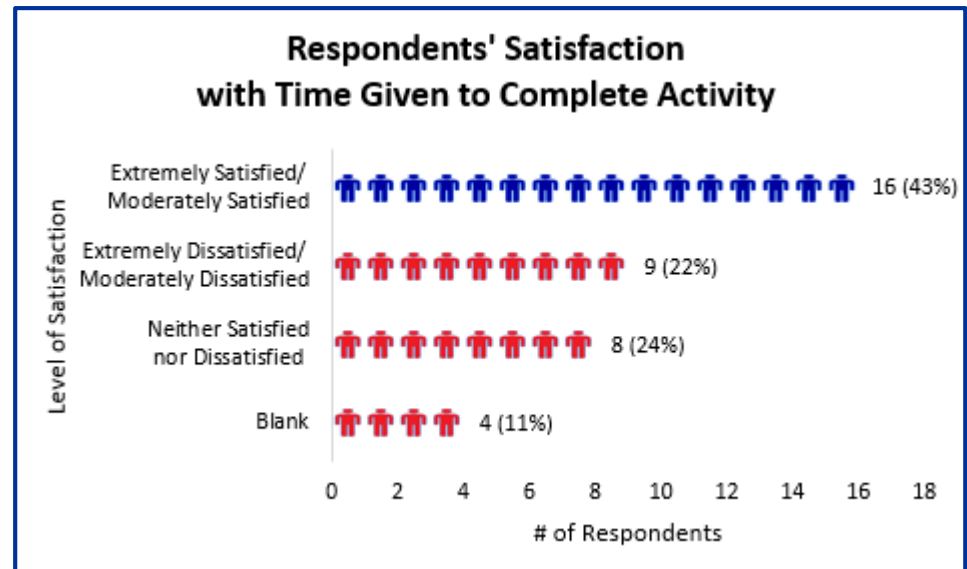 Respondents' Satisfaction
with Time Given to Complete Activity
Level of Satisfaction
Extremely Satisfied/
Moderately Satisfied
16 (43%)
Extremely Dissatisfied/
Moderately Dissatisfied
9 (22%)
Neither Satisfied
nor Dissatisfied
8 (24%)
Blank
4 (11%)
0 2 4 6 8 10 12 14 16 18
# of Respondents